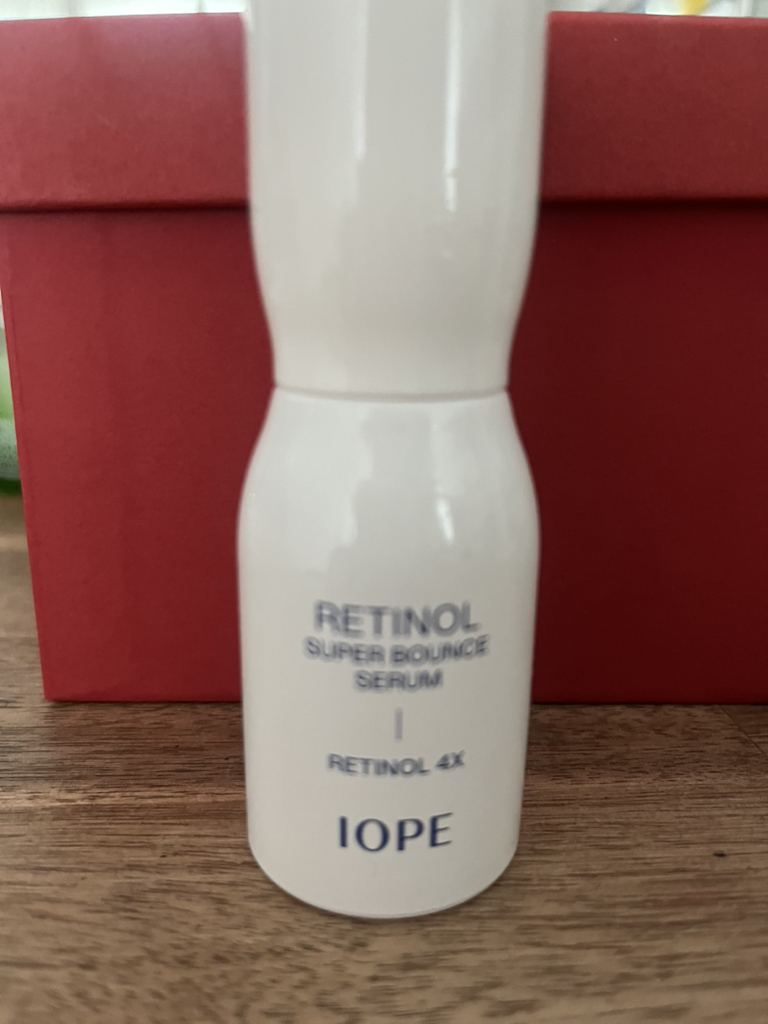 RETINOL
SUPER BOUNCE
SERUM
RETINOL 4X
IOPE